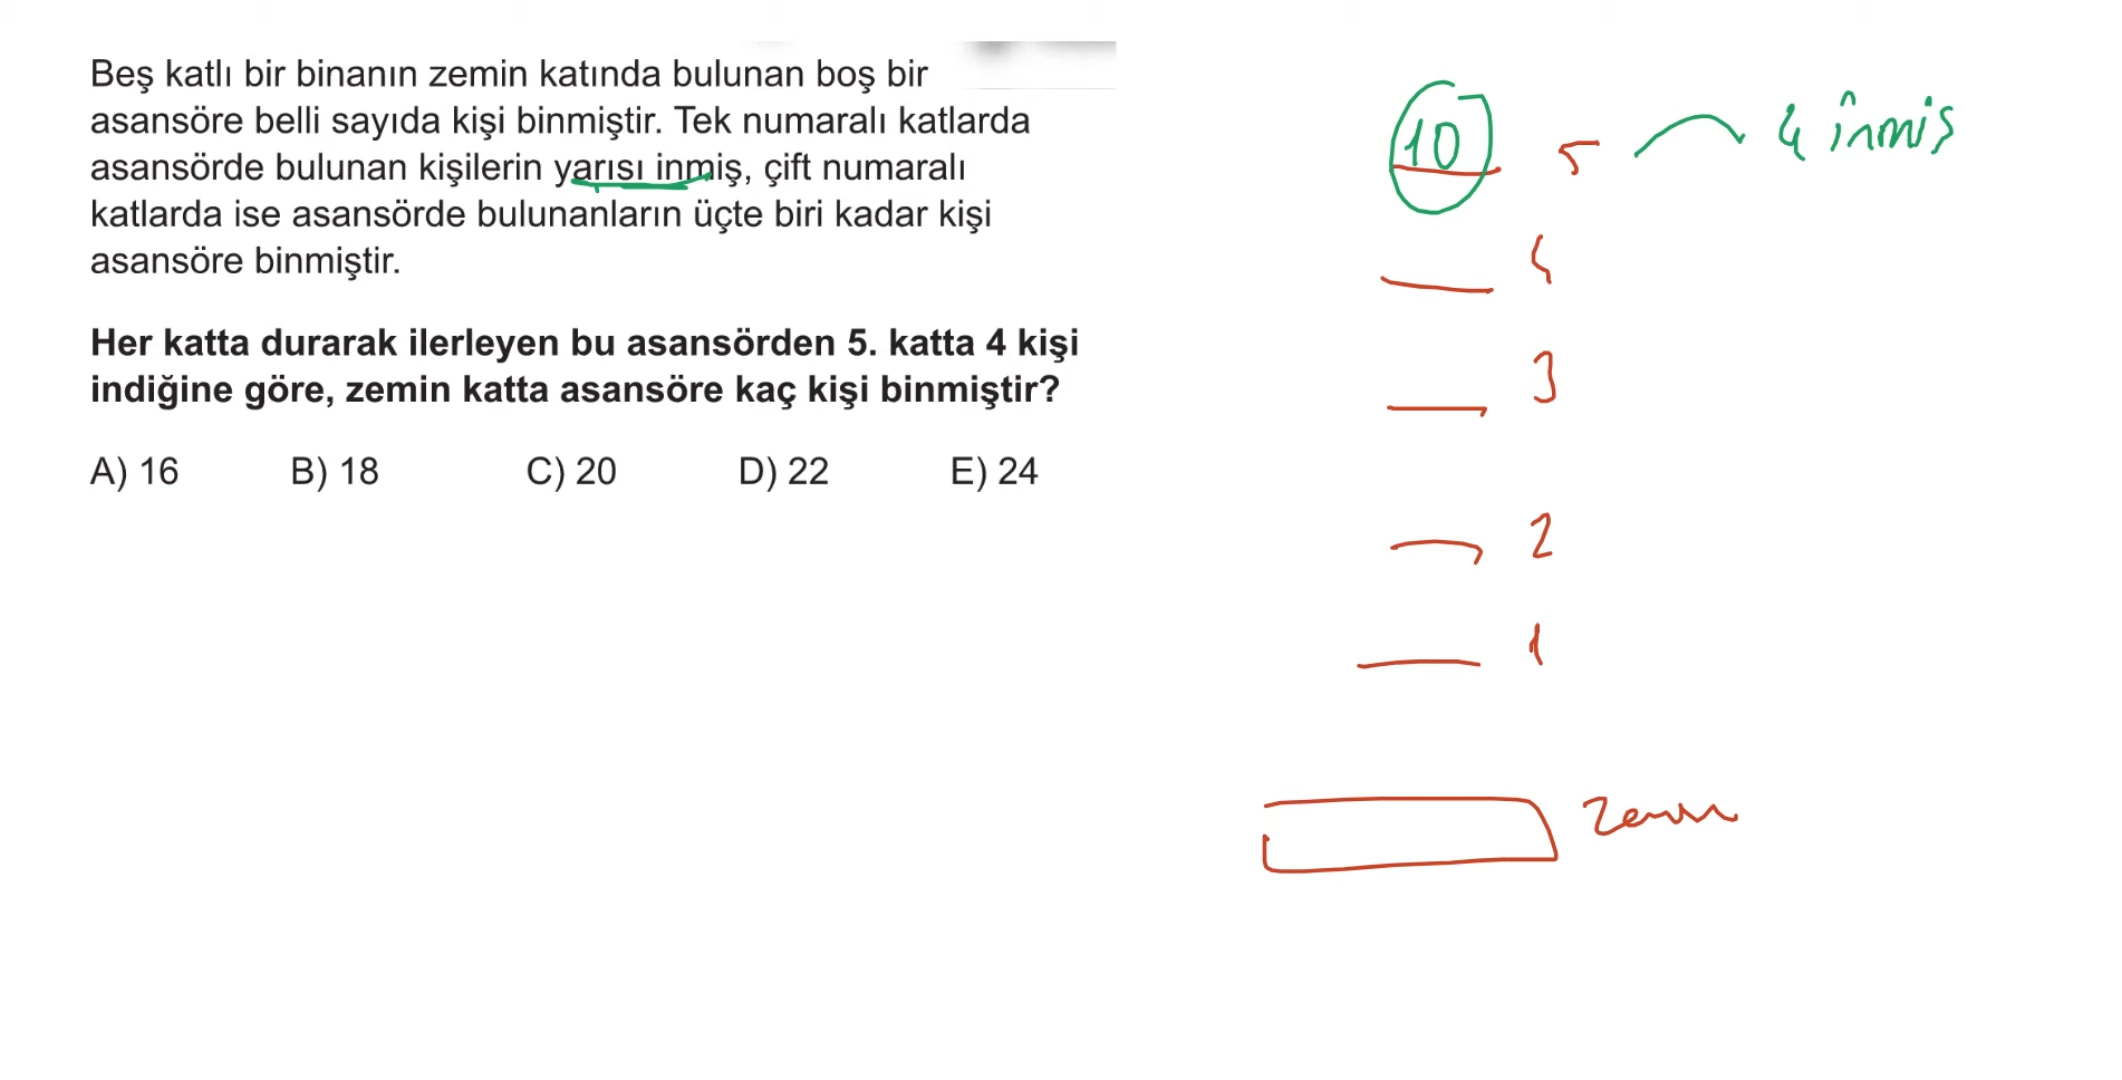 Beş katlı bir binanın zemin katında bulunan boş bir
asansöre belli sayıda kişi binmiştir. Tek numaralı katlarda
asansörde bulunan kişilerin yarısı inmiş, çift numaralı
katlarda ise asansörde bulunanların üçte biri kadar kişi
asansöre binmiştir.
Her katta durarak ilerleyen bu asansörden 5. katta 4 kişi
indiğine göre, zemin katta asansöre kaç kişi binmiştir?
A) 16 B) 18 C) 20 D) 22 E) 24
10 5 4 inmiş
4
3
2
1
zemin